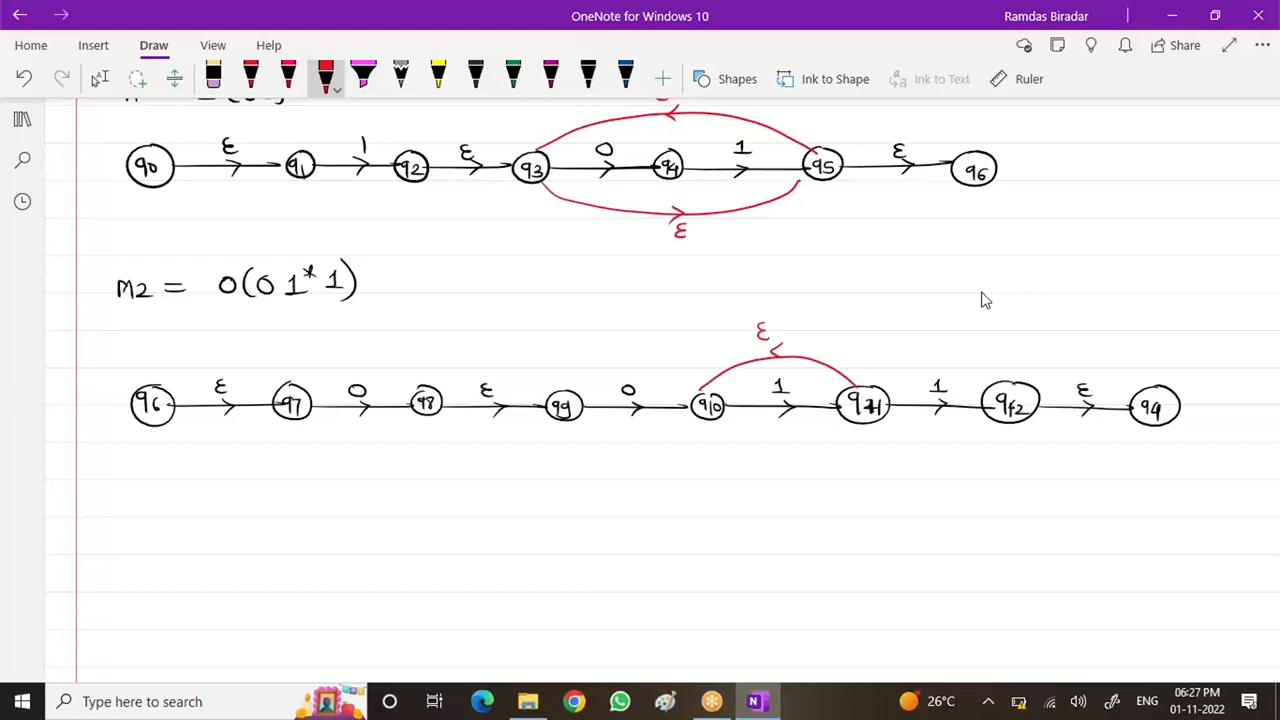 OneNote for Windows 10
Ramdas Biradar
Home Insert Draw View Help
Share
Shapes Ink to Shape Ink to Text Ruler
q0 ε q1 1 q2 ε q3 0 q4 1 q5 ε q6
ε
M2 = 0(0 1* 1)
ε
q6 ε q7 0 q8 ε q9 0 q10 1 q11 1 q12 ε q4
Type here to search
26°C
ENG
06:27 PM
01-11-2022